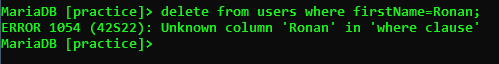 MariaDB [practice]> delete from users where firstName=Ronan;
ERROR 1054 (42S22): Unknown column 'Ronan' in 'where clause'
MariaDB [practice]>